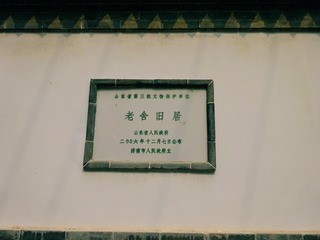 山东省第三批文物保护单位
老舍旧居
山东省人民政府
二〇〇六年十二月七日公布
济南市人民政府立